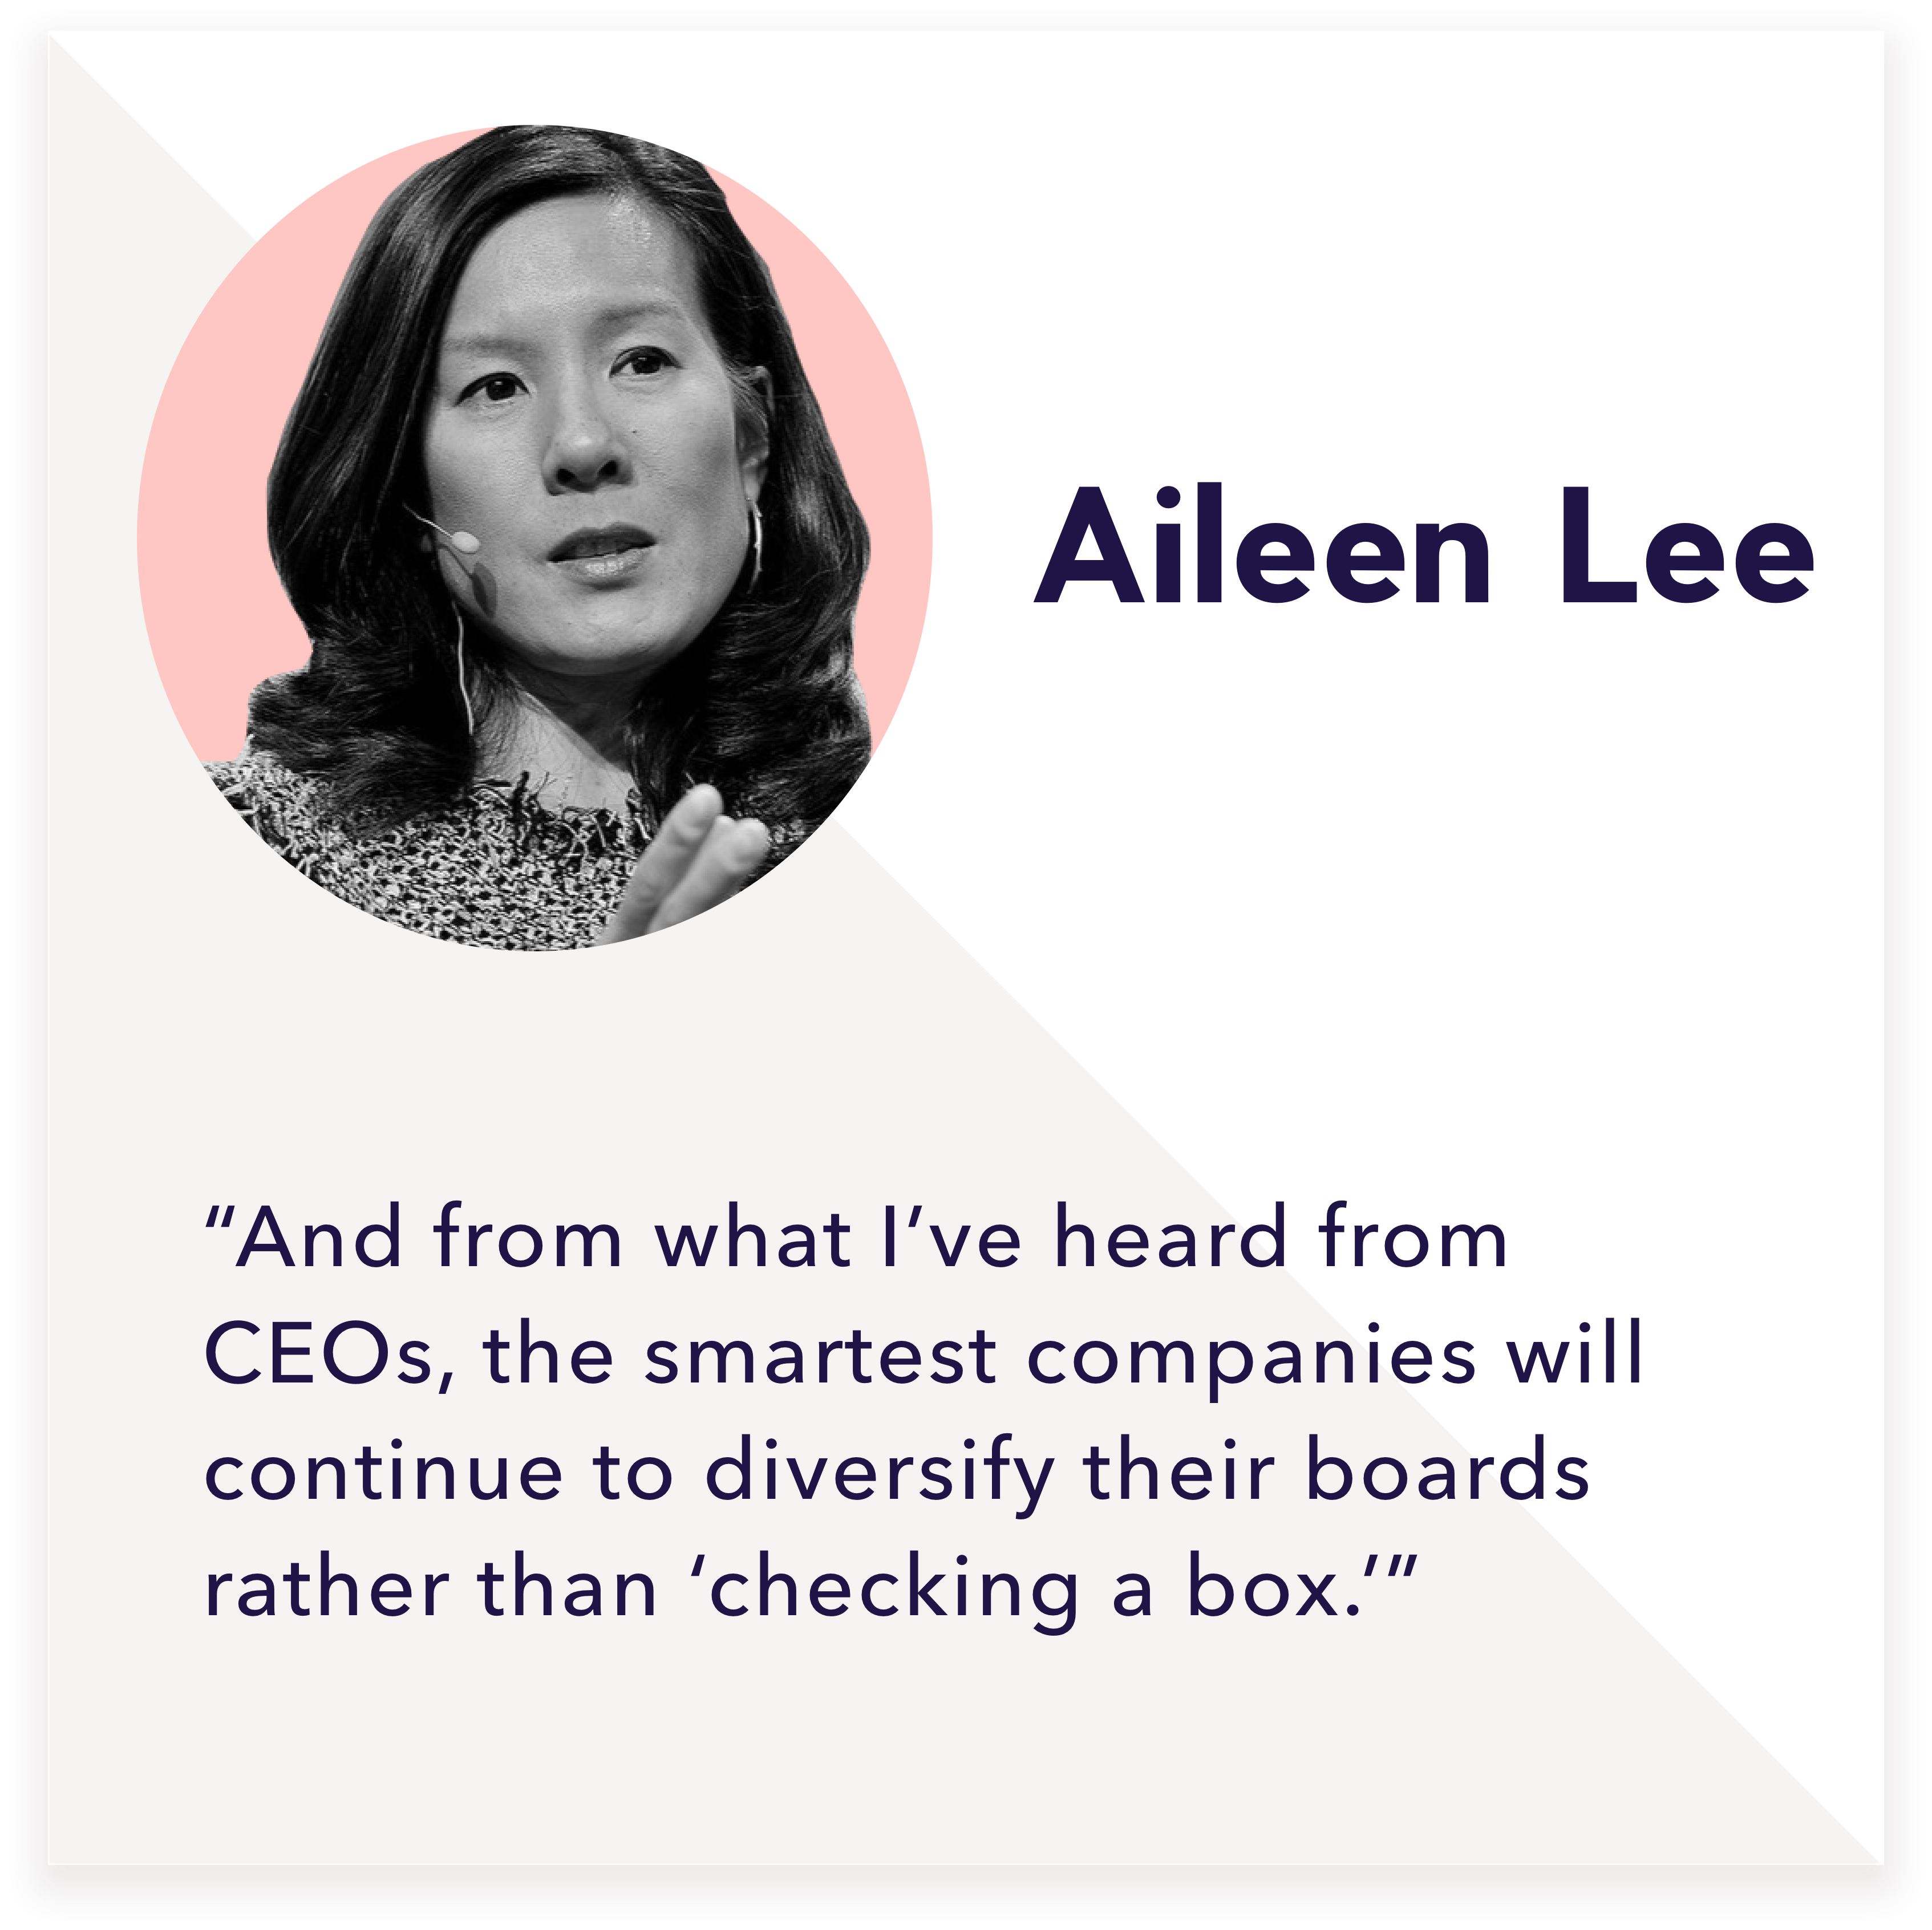 Aileen Lee
“And from what I’ve heard from
CEOs, the smartest companies will
continue to diversify their boards
rather than ‘checking a box.’”